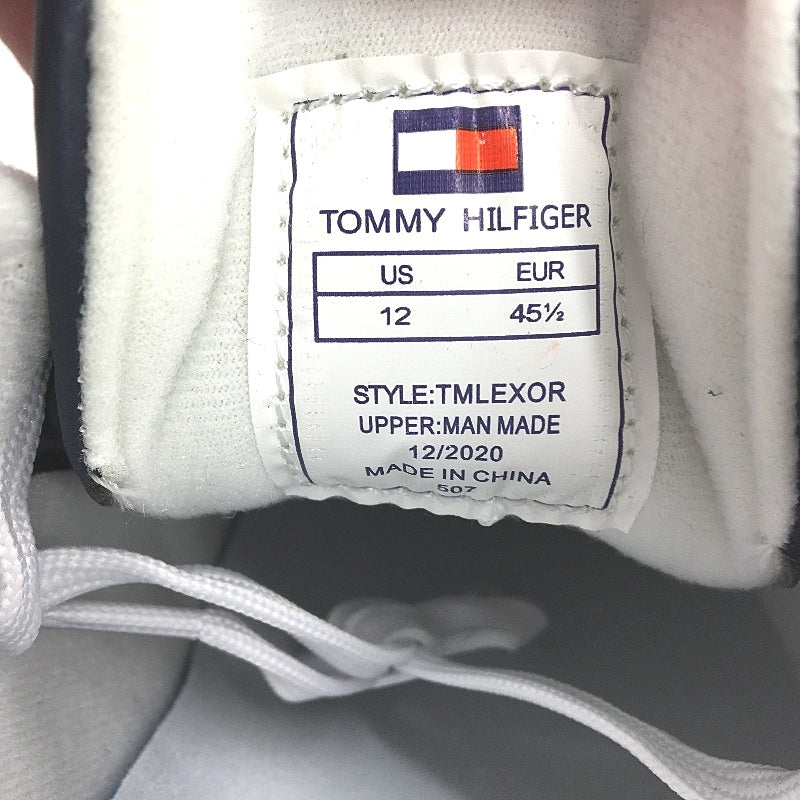 TOMMY HILFIGER
US EUR
12 45½
STYLE:TMLEXOR
UPPER:MAN MADE
12/2020
MADE IN CHINA
507